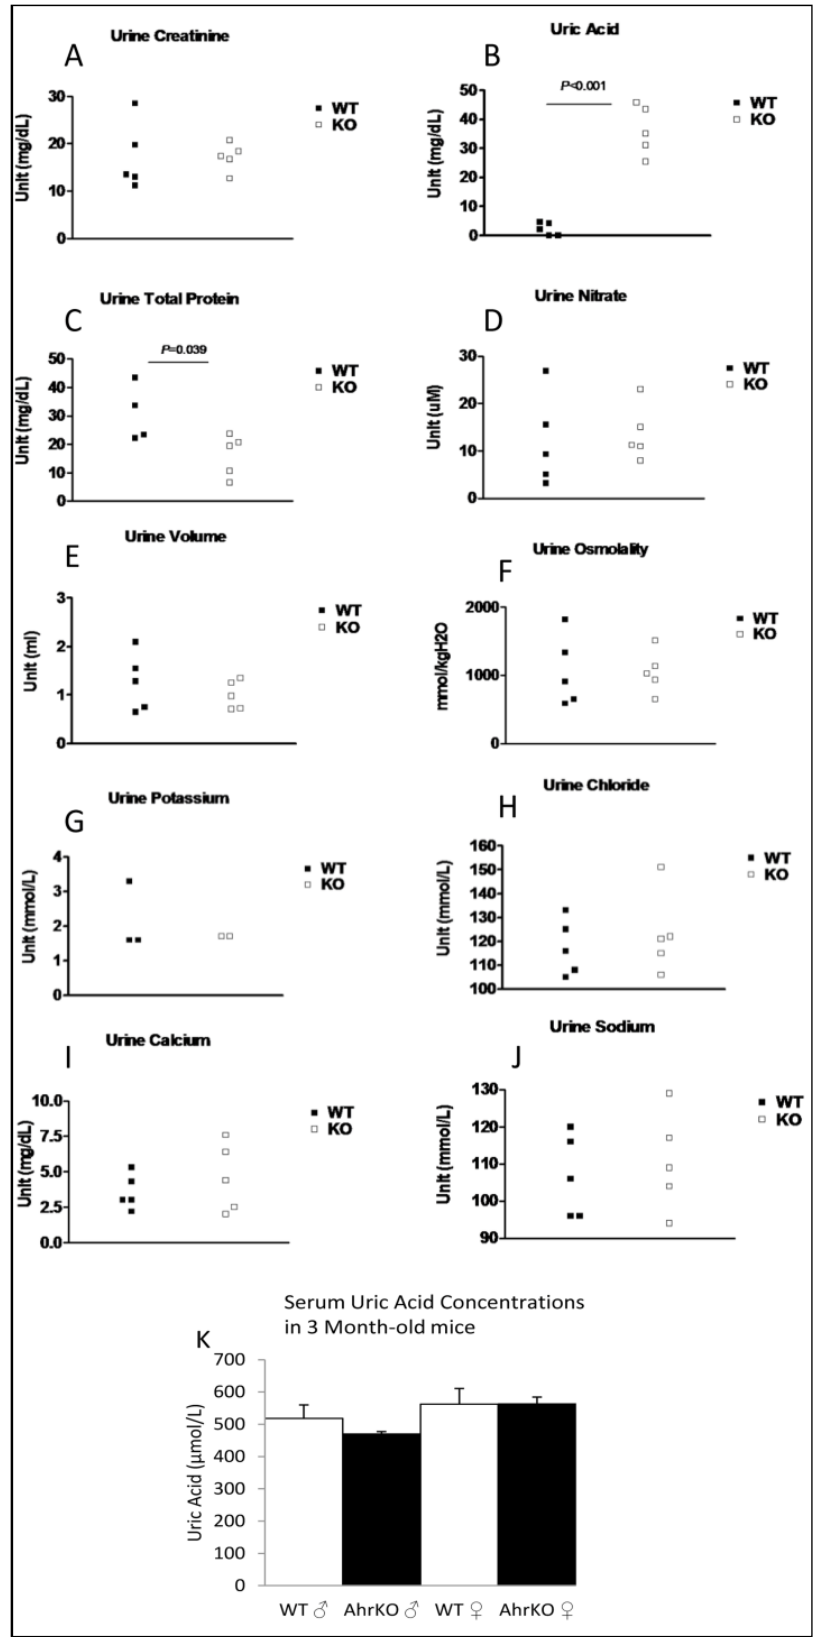 Urine Creatinine
A
30
20
10
0
Unit (mg/dL)
WT
KO
Uric Acid
B
P<0.001
50
40
30
20
10
0
Unit (mg/dL)
WT
KO
Urine Total Protein
C
P=0.039
50
40
30
20
10
0
Unit (mg/dL)
WT
KO
Urine Nitrate
D
30
20
10
0
Unit (uM)
WT
KO
Urine Volume
E
3
2
1
0
Unit (ml)
WT
KO
Urine Osmolality
F
2000
1000
0
mmol/kgH2O
WT
KO
Urine Potassium
G
4
3
2
1
0
Unit (mmol/L)
WT
KO
Urine Chloride
H
160
150
140
130
120
110
100
Unit (mmol/L)
WT
KO
Urine Calcium
I
10.0
7.5
5.0
2.5
0.0
Unit (mg/dL)
WT
KO
Urine Sodium
J
130
120
110
100
90
Unit (mmol/L)
WT
KO
Serum Uric Acid Concentrations
in 3 Month-old mice
K
700
600
500
400
300
200
100
0
Uric Acid (µmol/L)
WT ♂ AhrKO ♂ WT ♀ AhrKO ♀